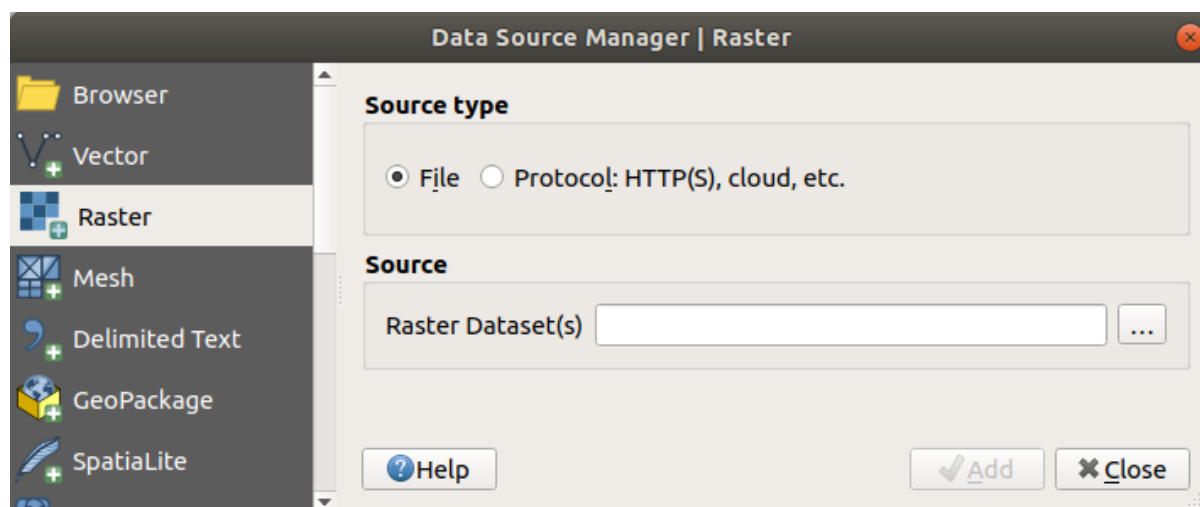 Data Source Manager | Raster
Browser
Vector
Raster
Mesh
Delimited Text
GeoPackage
SpatiaLite
Source type
File
Protocol: HTTP(S), cloud, etc.
Source
Raster Dataset(s)
...
Help
Add
Close